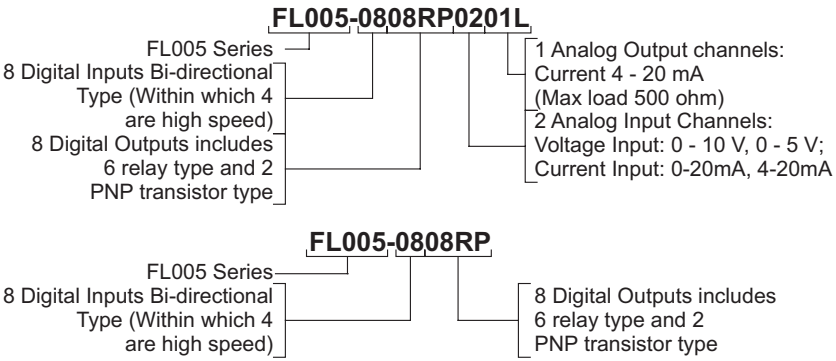 FL005-0808RP0201L
FL005 Series
8 Digital Inputs Bi-directional
Type (Within which 4
are high speed)
8 Digital Outputs includes
6 relay type and 2
PNP transistor type
1 Analog Output channels:
Current 4 - 20 mA
(Max load 500 ohm)
2 Analog Input Channels:
Voltage Input: 0 - 10 V, 0 - 5 V;
Current Input: 0-20mA, 4-20mA
FL005-0808RP
FL005 Series
8 Digital Inputs Bi-directional
Type (Within which 4
are high speed)
8 Digital Outputs includes
6 relay type and 2
PNP transistor type